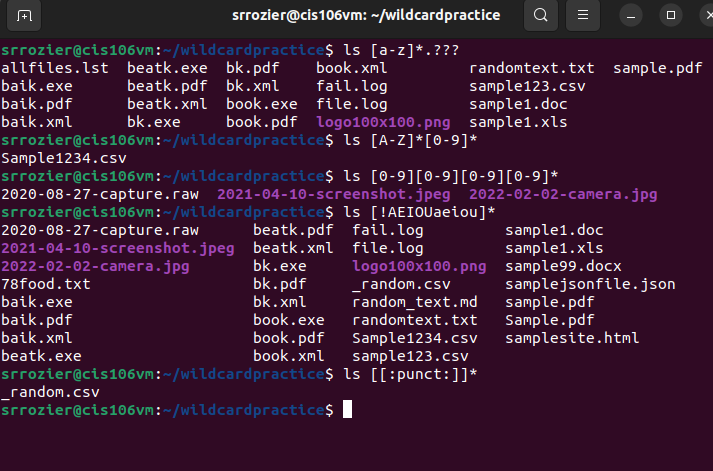 srrozier@cis106vm: ~/wildcardpractice
srrozier@cis106vm:~/wildcardpractice$ ls [a-z]*.???
allfiles.lst beatk.exe bk.pdf book.xml randomtext.txt sample.pdf
baik.exe beatk.pdf bk.xml fail.log sample123.csv
baik.pdf beatk.xml book.exe file.log sample1.doc
baik.xml bk.exe book.pdf logo100x100.png sample1.xls
srrozier@cis106vm:~/wildcardpractice$ ls [A-Z]*[0-9]*
Sample1234.csv
srrozier@cis106vm:~/wildcardpractice$ ls [0-9][0-9][0-9][0-9]*
2020-08-27-capture.raw 2021-04-10-screenshot.jpeg 2022-02-02-camera.jpg
srrozier@cis106vm:~/wildcardpractice$ ls [!AEIOUaeiou]*
2020-08-27-capture.raw beatk.pdf fail.log sample1.doc
2021-04-10-screenshot.jpeg beatk.xml file.log sample1.xls
2022-02-02-camera.jpg bk.exe logo100x100.png sample99.docx
78food.txt bk.pdf _random.csv samplejsonfile.json
baik.exe bk.xml random_text.md sample.pdf
baik.pdf book.exe randomtext.txt Sample.pdf
baik.xml book.pdf Sample1234.csv samplesite.html
beatk.exe book.xml sample123.csv
srrozier@cis106vm:~/wildcardpractice$ ls [[:punct:]]*
_random.csv
srrozier@cis106vm:~/wildcardpractice$